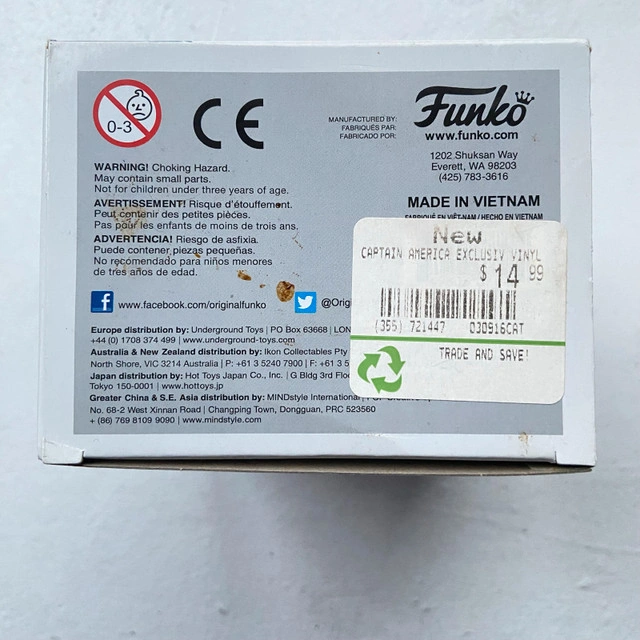 0-3
CE
MANUFACTURED BY:
FABRIQUÉS PAR:
FABRICADO POR:
Funko
www.funko.com
1202 Shuksan Way
Everett, WA 98203
(425) 783-3616
MADE IN VIETNAM
FABRIQUÉ EN VIÊT-NAM / HECHO EN VIETNAM
WARNING! Choking Hazard.
May contain small parts.
Not for children under three years of age.
AVERTISSEMENT! Risque d'étouffement.
Peut contenir des petites pièces.
Pas pour les enfants de moins de trois ans.
ADVERTENCIA! Riesgo de asfixia.
Puede contener piezas pequeñas.
No recomendado para niños menores
de tres años de edad.
www.facebook.com/originalfunko
Europe distribution by: Underground Toys | PO Box 63668 |
+44 (0) 1708 374 499 | www.underground-toys.com
Australia & New Zealand distribution by: Ikon Collectables Pty
North Shore, VIC 3214 Australia | P: +61 3 5240 7900 | F: +61 3 5
Japan distribution by: Hot Toys Japan Co., Inc. | G Bldg 3rd
Tokyo 150-0001 | www.hottoys.jp
Greater China & S.E. Asia distribution by: MINDstyle International
No. 68-2 West Xinnan Road | Changping Town, Dongguan, PRC 523560
+ (86) 769 8109 9090 | www.mindstyle.com
New
CAPTAIN AMERICA EXCLUSIV VINYL
$14.99
(355) 721447 030916CAT
TRADE AND SAVE!